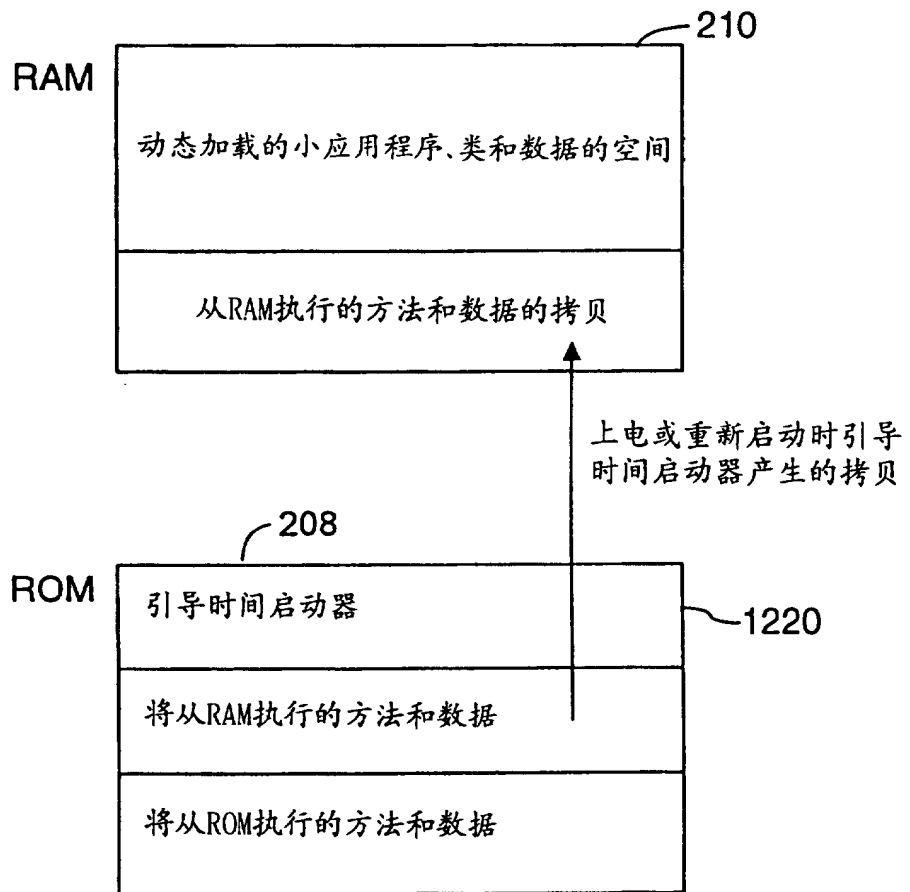 210
RAM
动态加载的小应用程序、类和数据的空间
从RAM执行的方法和数据的拷贝
上电或重新启动时引导
时间启动器产生的拷贝
208
ROM
引导时间启动器
1220
将从RAM执行的方法和数据
将从ROM执行的方法和数据